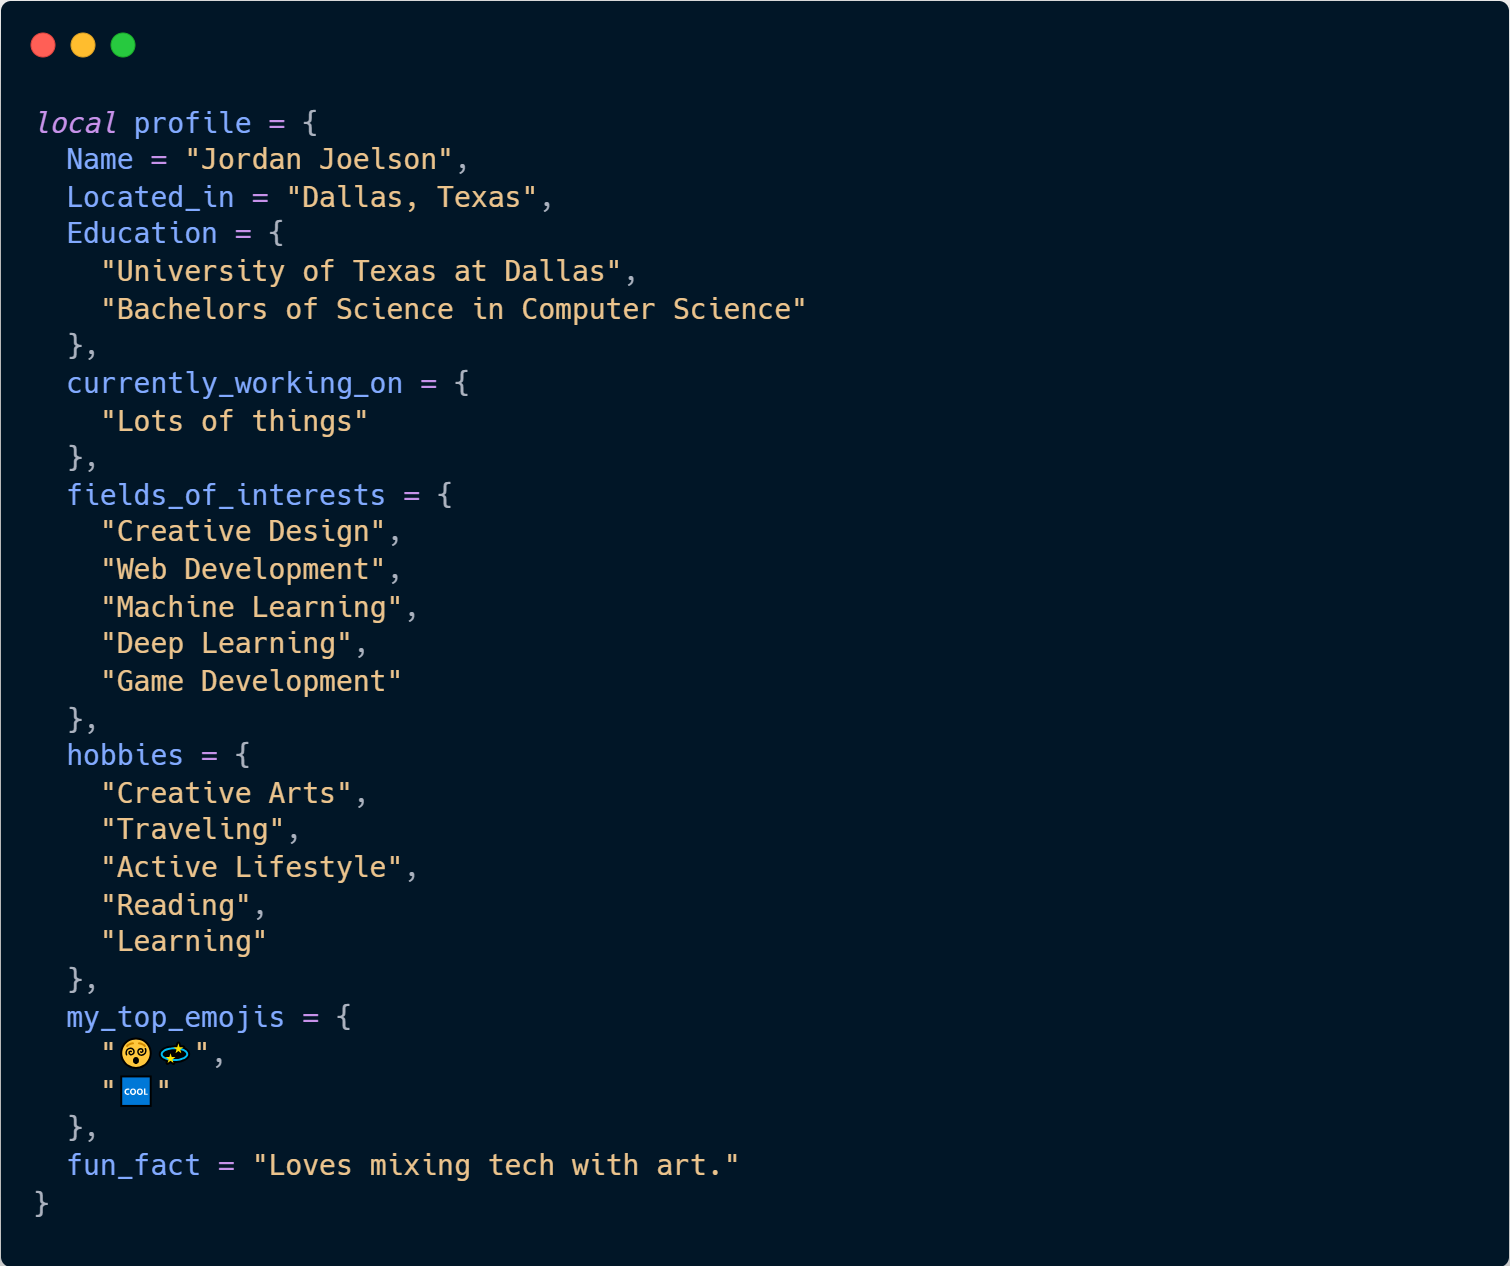 local profile = {
  Name = "Jordan Joelson",
  Located_in = "Dallas, Texas",
  Education = {
    "University of Texas at Dallas",
    "Bachelors of Science in Computer Science"
  },
  currently_working_on = {
    "Lots of things"
  },
  fields_of_interests = {
    "Creative Design",
    "Web Development",
    "Machine Learning",
    "Deep Learning",
    "Game Development"
  },
  hobbies = {
    "Creative Arts",
    "Traveling",
    "Active Lifestyle",
    "Reading",
    "Learning"
  },
  my_top_emojis = {
    "😵‍💫",
    "🆒"
  },
  fun_fact = "Loves mixing tech with art."
}